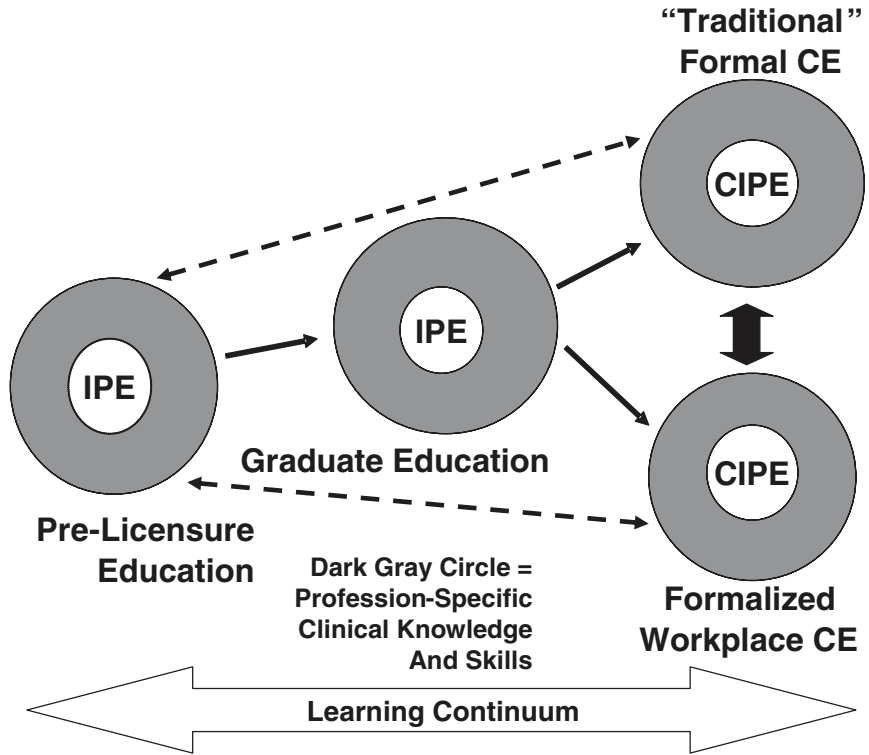 “Traditional”
Formal CE
CIPE
IPE
IPE
Graduate Education
CIPE
Pre-Licensure
Education
Dark Gray Circle =
Profession-Specific
Clinical Knowledge
And Skills
Formalized
Workplace CE
Learning Continuum